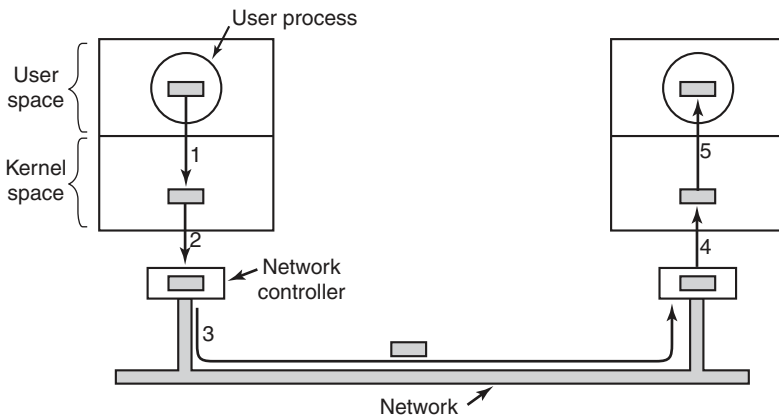 User process
User
space
1
5
Kernel
space
2
4
Network
controller
3
Network